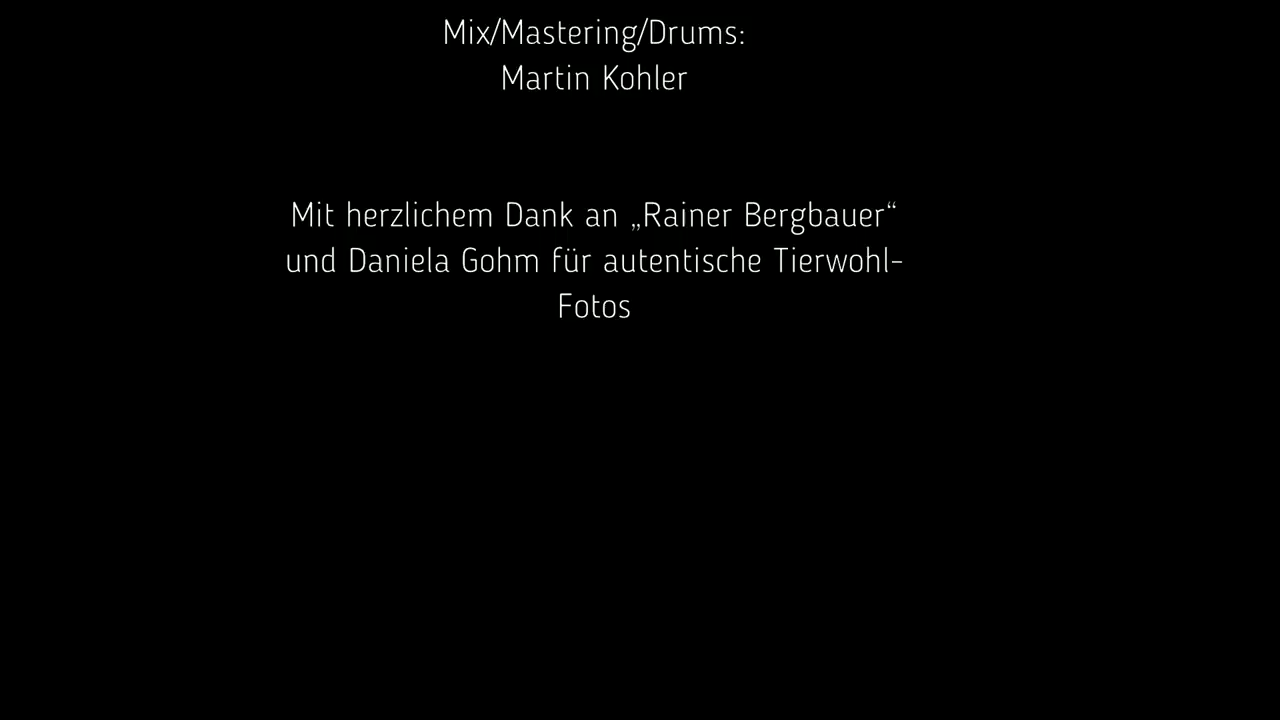 Mix/Mastering/Drums:
Martin Kohler
Mit herzlichem Dank an „Rainer Bergbauer“
und Daniela Gohm für autentische Tierwohl-
Fotos